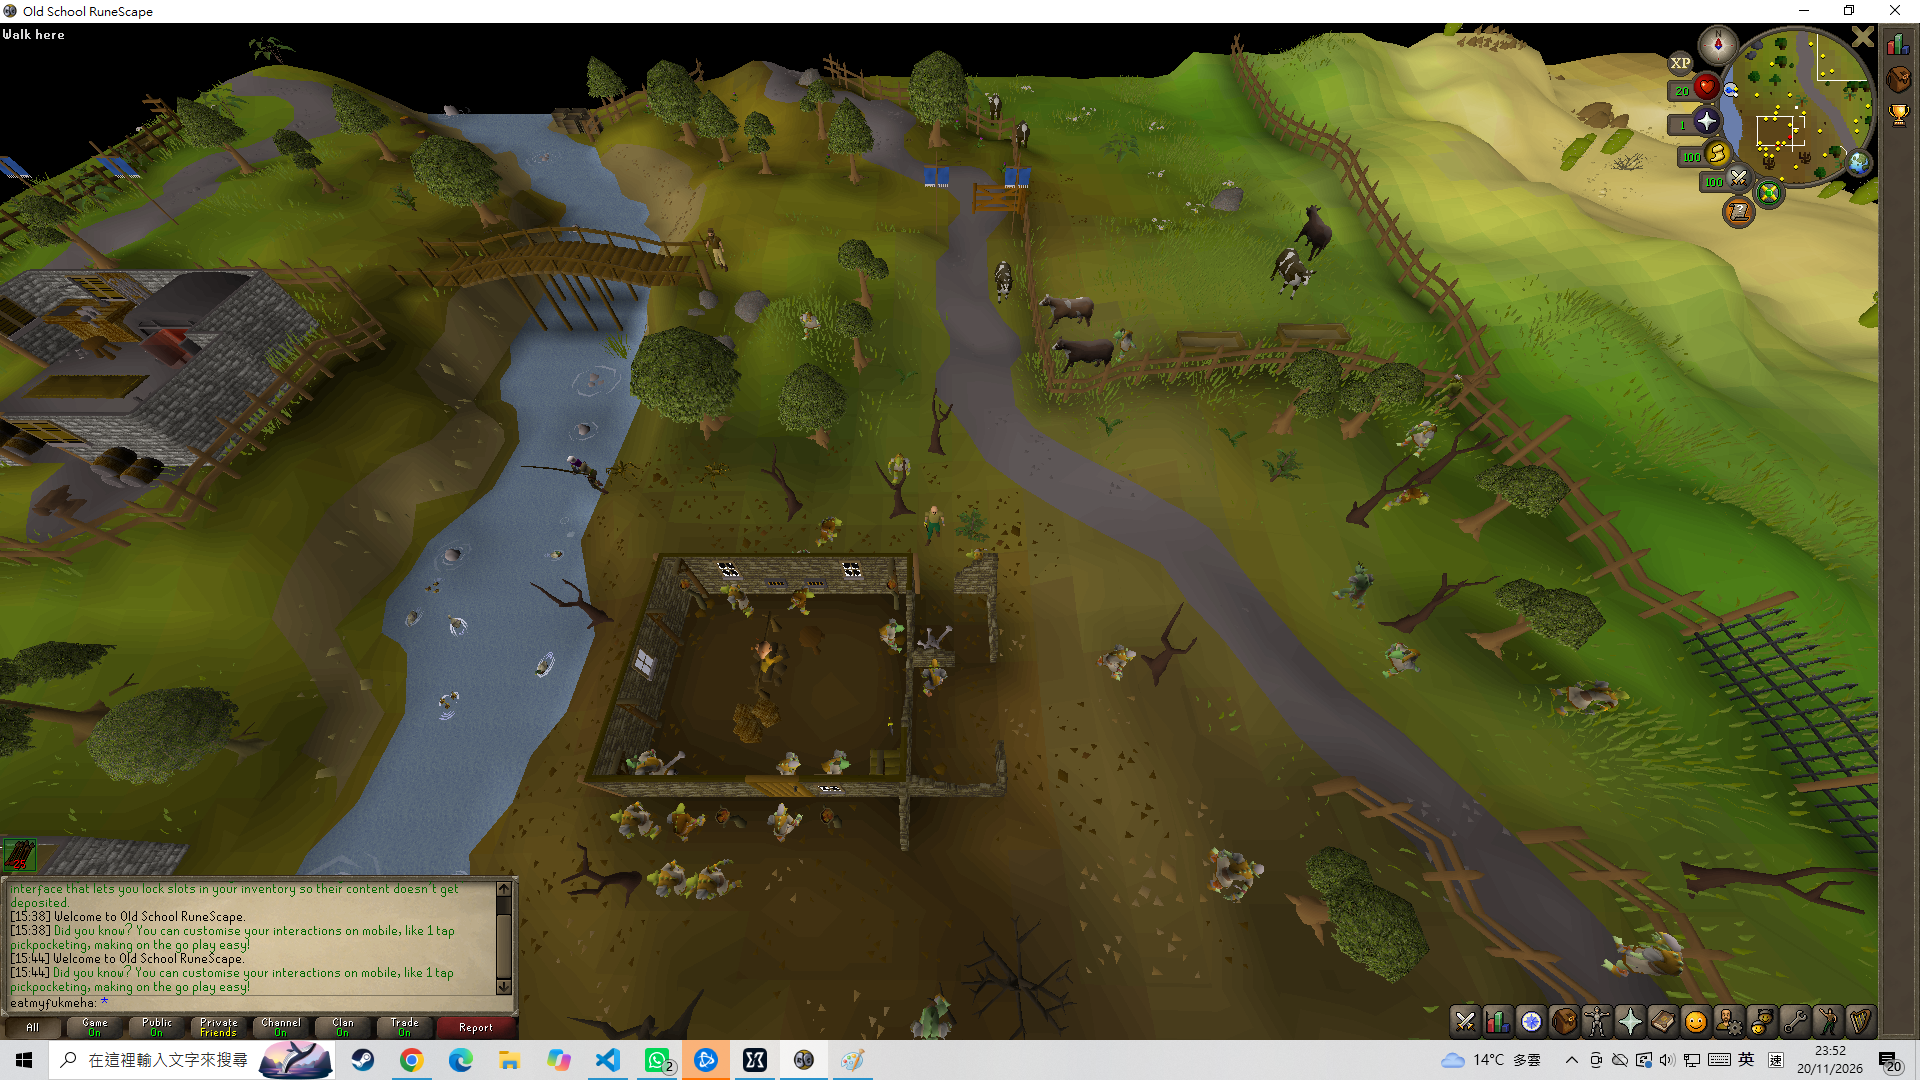 Old School RuneScape
Walk here
N
XP
20
1
100
100
25
interface that lets you lock slots in your inventory so their content doesn't get
deposited.
[15:38] Welcome to Old School RuneScape.
[15:38] Did you know? You can customise your interactions on mobile, like 1 tap
pickpocketing, making on the go play easy!
[15:44] Welcome to Old School RuneScape.
[15:44] Did you know? You can customise your interactions on mobile, like 1 tap
pickpocketing, making on the go play easy!
eatmyfukmeha: *
All
Game
On
Public
On
Private
Friends
Channel
On
Clan
On
Trade
On
Report
在這裡輸入文字來搜尋
2
14°C 多雲
英
速
23:52
20/11/2026
20